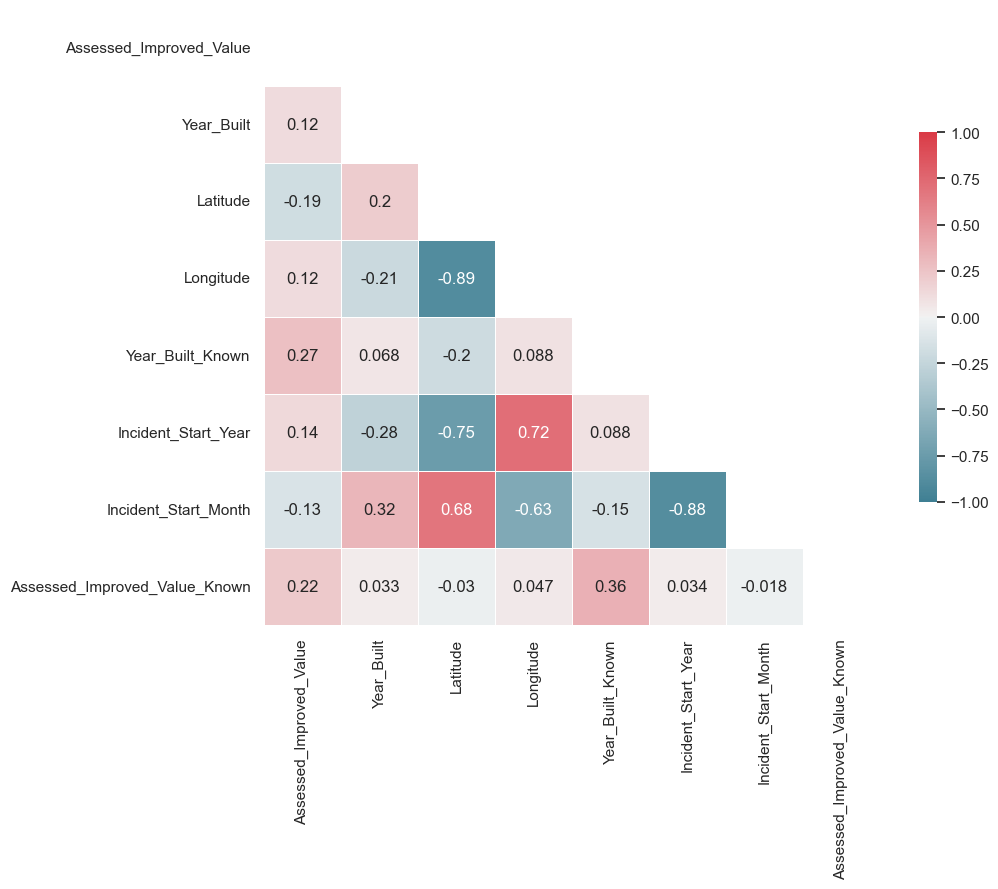 Assessed_Improved_Value
Year_Built 0.12
Latitude -0.19 0.2
Longitude 0.12 -0.21 -0.89
Year_Built_Known 0.27 0.068 -0.2 0.088
Incident_Start_Year 0.14 -0.28 -0.75 0.72 0.088
Incident_Start_Month -0.13 0.32 0.68 -0.63 -0.15 -0.88
Assessed_Improved_Value_Known 0.22 0.033 -0.03 0.047 0.36 0.034 -0.018
Assessed_Improved_Value
Year_Built
Latitude
Longitude
Year_Built_Known
Incident_Start_Year
Incident_Start_Month
Assessed_Improved_Value_Known
1.00
0.75
0.50
0.25
0.00
−0.25
−0.50
−0.75
−1.00